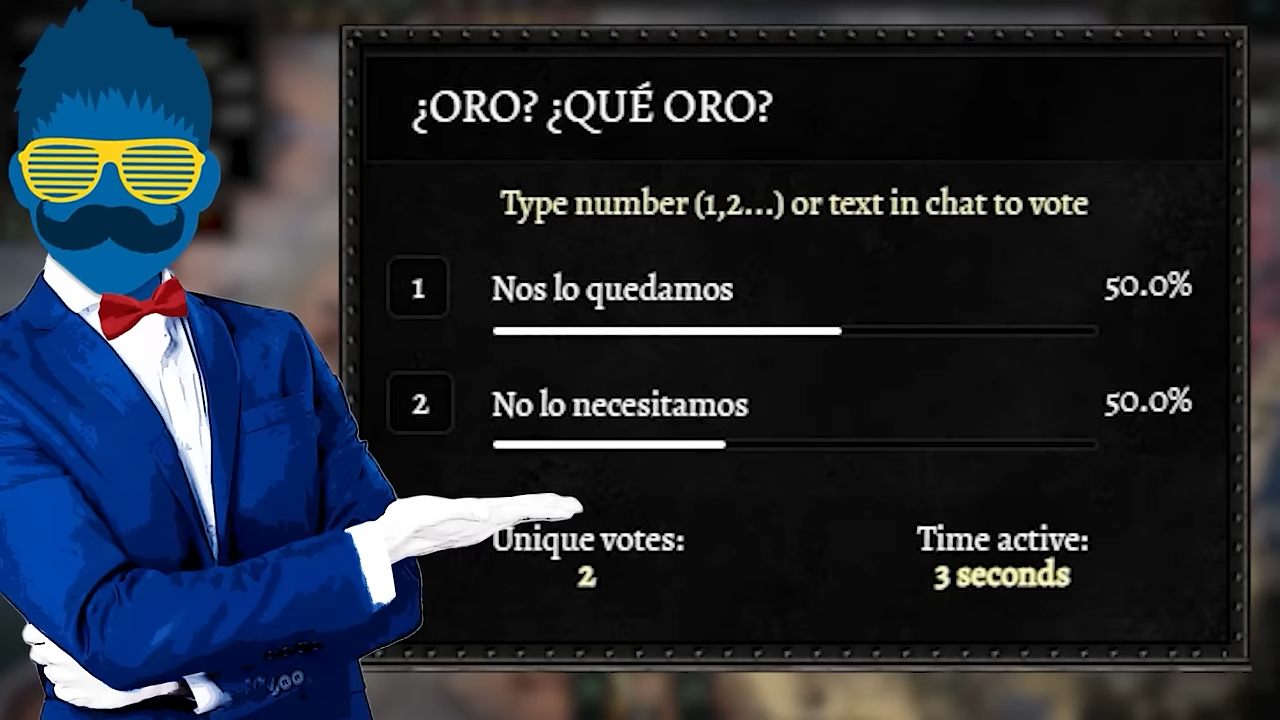 ¿ORO? ¿QUÉ ORO?
Type number (1,2...) or text in chat to vote
1 Nos lo quedamos 50.0%
2 No lo necesitamos 50.0%
Unique votes: Time active:
2 3 seconds